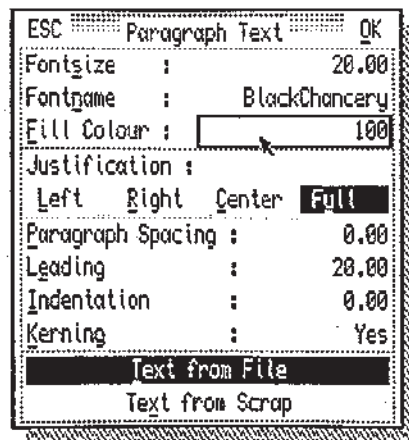 ESC Paragraph Text OK
Fontsize : 20.00
Fontname : BlackChancery
Fill Colour : 100
Justification :
Left Right Center Full
Paragraph Spacing : 0.00
Leading : 20.00
Indentation : 0.00
Kerning : Yes
Text from File
Text from Scrap